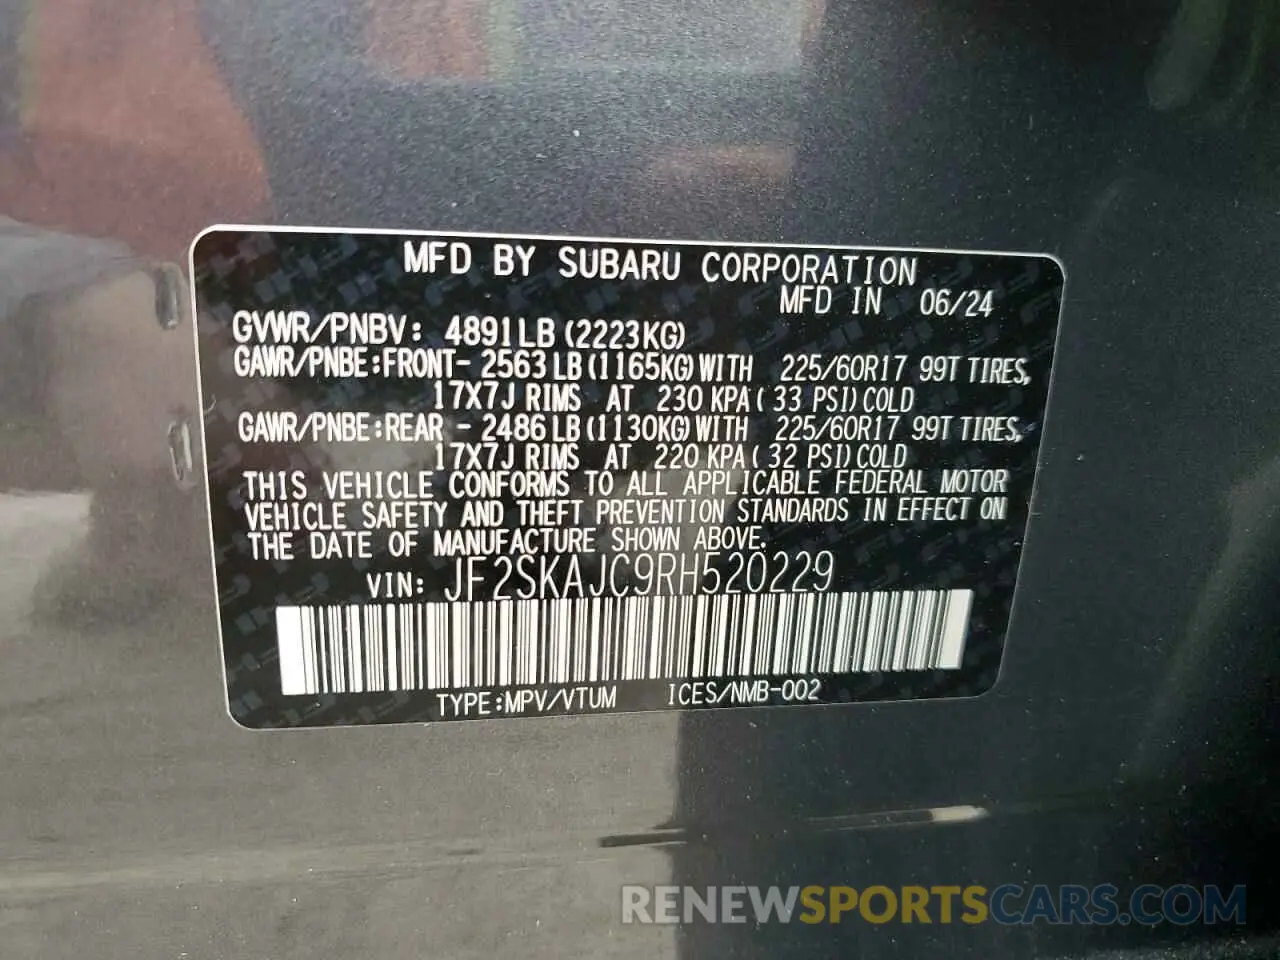 MFD BY SUBARU CORPORATION
MFD IN 06/24
GVWR/PNBV: 4891LB (2223KG)
GAWR/PNBE:FRONT- 2563 LB (1165KG) WITH 225/60R17 99T TIRES,
17X7J RIMS AT 230 KPA ( 33 PSI) COLD
GAWR/PNBE:REAR - 2486 LB (1130KG) WITH 225/60R17 99T TIRES,
17X7J RIMS AT 220 KPA ( 32 PSI) COLD
THIS VEHICLE CONFORMS TO ALL APPLICABLE FEDERAL MOTOR
VEHICLE SAFETY AND THEFT PREVENTION STANDARDS IN EFFECT ON
THE DATE OF MANUFACTURE SHOWN ABOVE.
VIN: JF2SKAJC9RH520229
TYPE:MPV/VTUM ICES/NMB-002
RENEWSPORTSCARS.COM